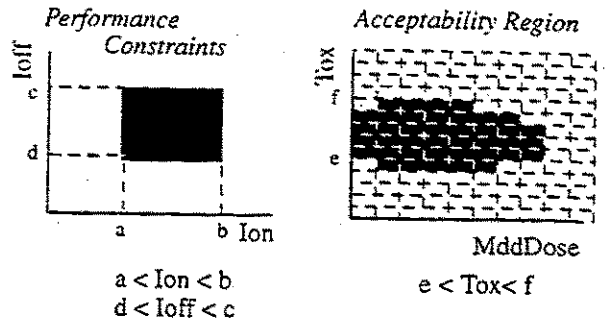 Performance
Constraints
Ioff
c
d
a
b
Ion
a < Ion < b
d < Ioff < c
Acceptability Region
Tox
f
e
MddDose
e < Tox< f